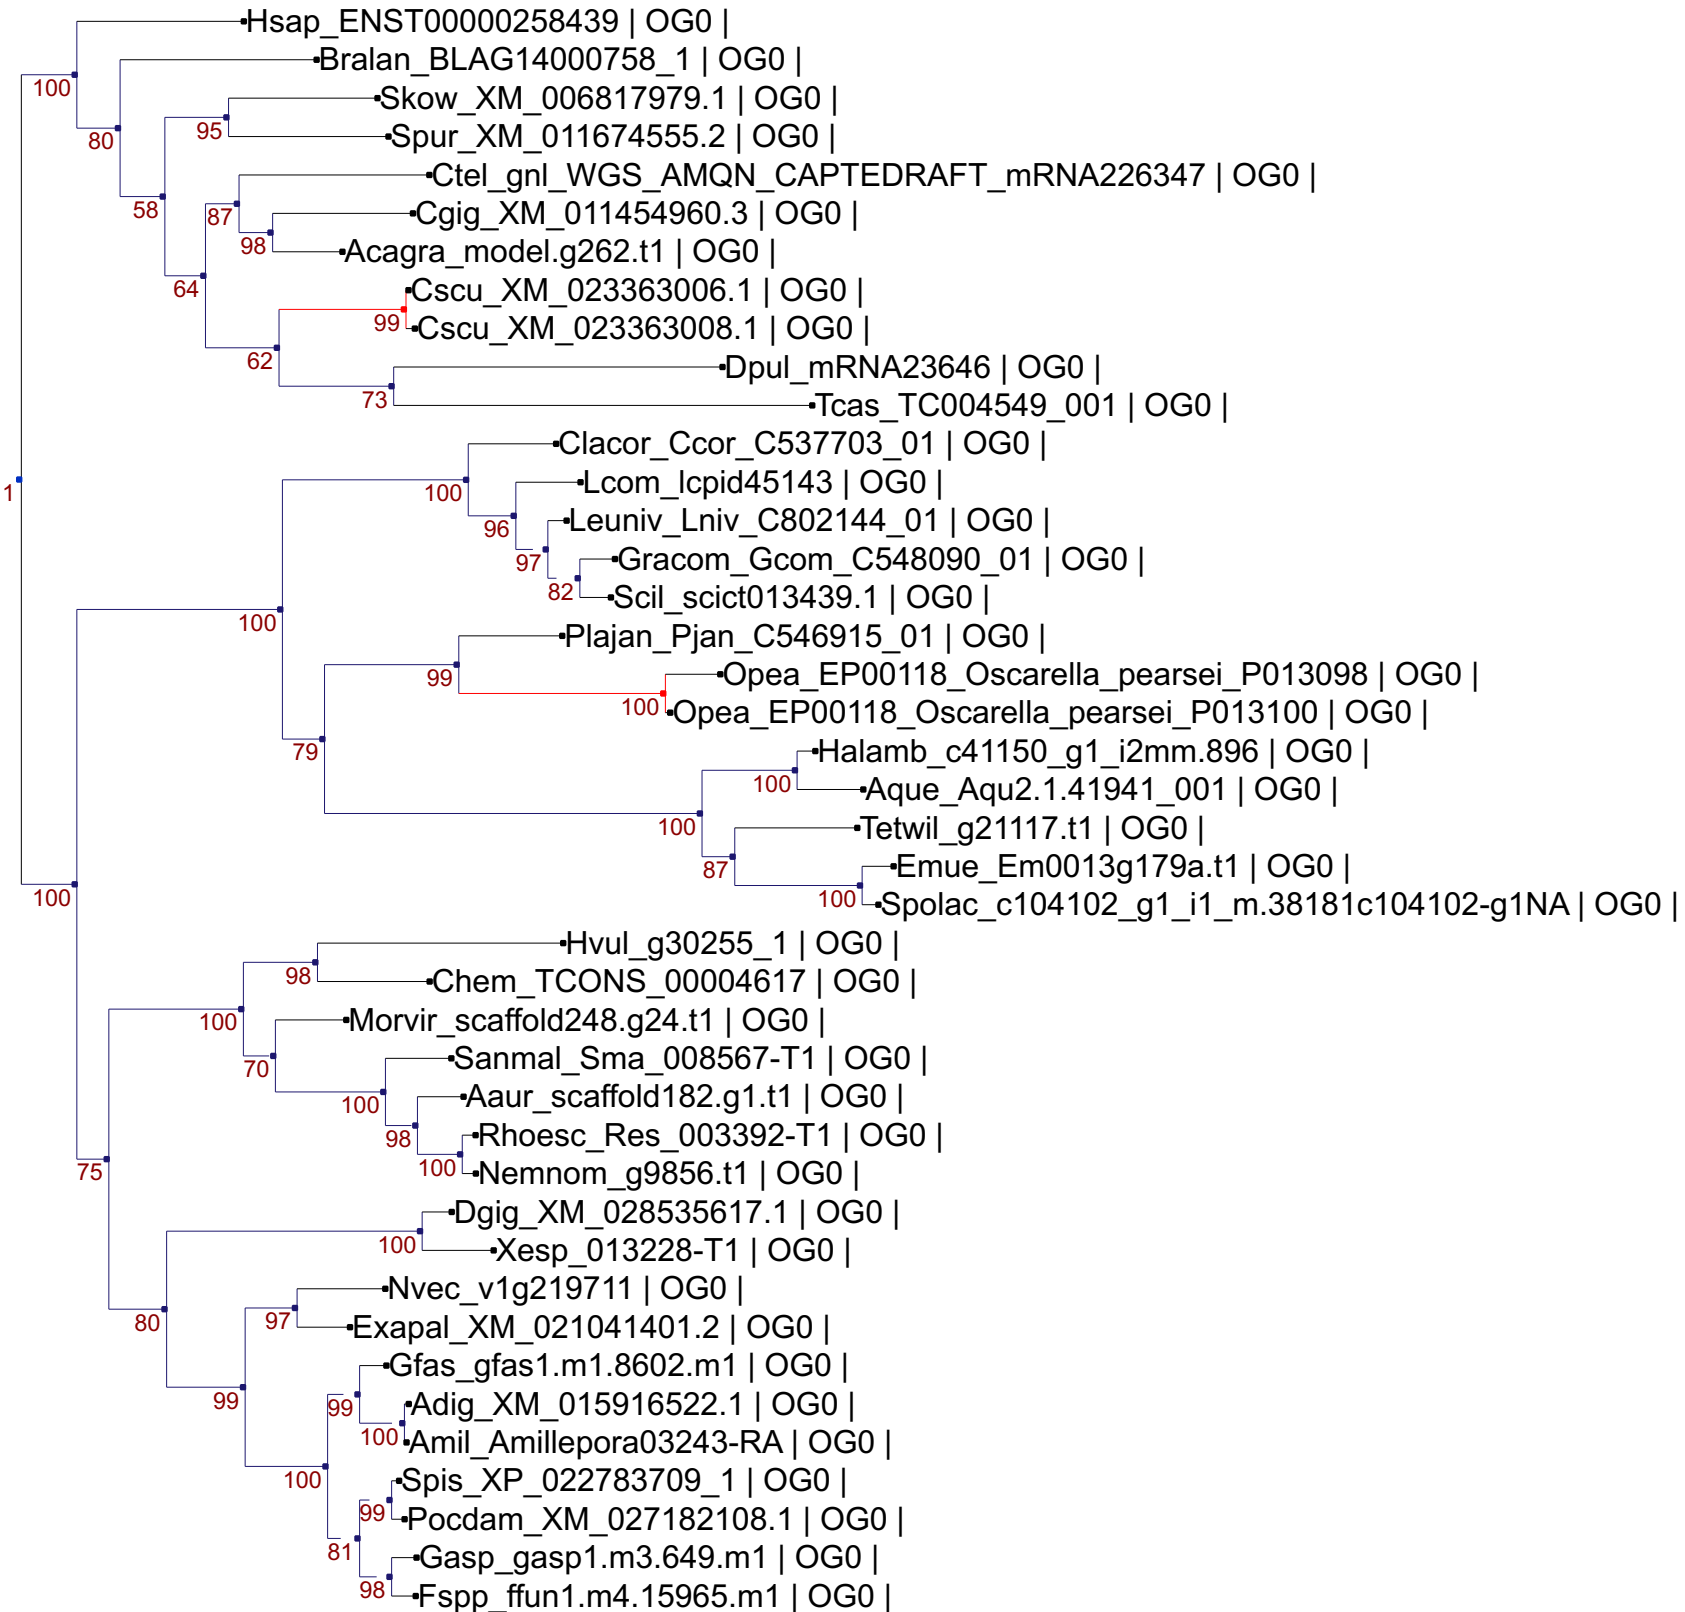 Hsap_ENST00000258439 | OG0 |
Bralan_BLAG14000758_1 | OG0 |
100
Skow_XM_006817979.1 | OG0 |
95
Spur_XM_011674555.2 | OG0 |
80
Ctel_gnl_WGS_AMQN_CAPTEDRAFT_mRNA226347 | OG0 |
58
87
Cgig_XM_011454960.3 | OG0 |
98
Acagra_model.g262.t1 | OG0 |
64
Cscu_XM_023363006.1 | OG0 |
99
Cscu_XM_023363008.1 | OG0 |
62
Dpul_mRNA23646 | OG0 |
73
Tcas_TC004549_001 | OG0 |
Clacor_Ccor_C537703_01 | OG0 |
1
100
Lcom_lcpid45143 | OG0 |
96
Leuniv_Lniv_C802144_01 | OG0 |
97
Gracom_Gcom_C548090_01 | OG0 |
82
Scil_scict013439.1 | OG0 |
100
Plajan_Pjan_C546915_01 | OG0 |
99
Opea_EP00118_Oscarella_pearsei_P013098 | OG0 |
100
Opea_EP00118_Oscarella_pearsei_P013100 | OG0 |
79
Halamb_c41150_g1_i2mm.896 | OG0 |
100
Aque_Aqu2.1.41941_001 | OG0 |
100
Tetwil_g21117.t1 | OG0 |
87
Emue_Em0013g179a.t1 | OG0 |
100
100
Spolac_c104102_g1_i1_m.38181c104102-g1NA | OG0 |
Hvul_g30255_1 | OG0 |
98
Chem_TCONS_00004617 | OG0 |
100
Morvir_scaffold248.g24.t1 | OG0 |
70
Sanmal_Sma_008567-T1 | OG0 |
100
Aaur_scaffold182.g1.t1 | OG0 |
98
Rhoesc_Res_003392-T1 | OG0 |
100
75
Nemnom_g9856.t1 | OG0 |
Dgig_XM_028535617.1 | OG0 |
100
Xesp_013228-T1 | OG0 |
Nvec_v1g219711 | OG0 |
80
97
Exapal_XM_021041401.2 | OG0 |
Gfas_gfas1.m1.8602.m1 | OG0 |
99
99
Adig_XM_015916522.1 | OG0 |
100
Amil_Amillepora03243-RA | OG0 |
100
Spis_XP_022783709_1 | OG0 |
99
Pocdam_XM_027182108.1 | OG0 |
81
Gasp_gasp1.m3.649.m1 | OG0 |
98
Fspp_ffun1.m4.15965.m1 | OG0 |